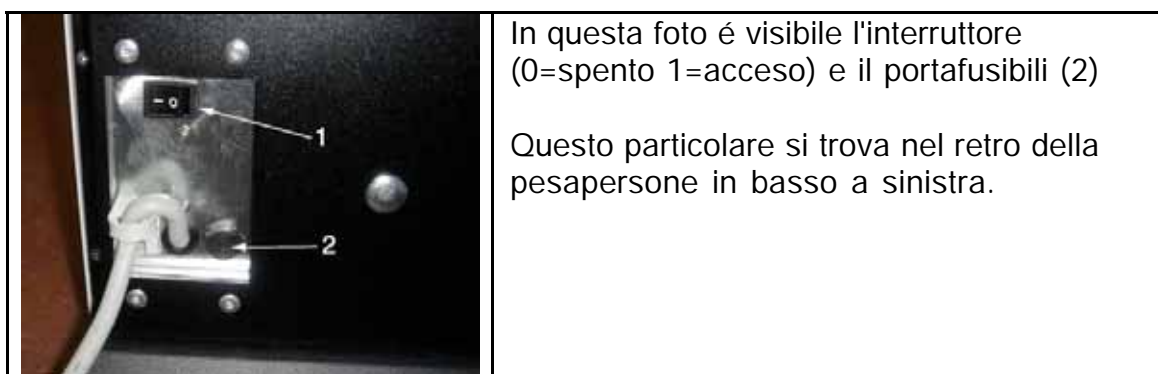 - 0
1
2
In questa foto é visibile l'interruttore
(0=spento 1=acceso) e il portafusibili (2)
Questo particolare si trova nel retro della
pesapersone in basso a sinistra.